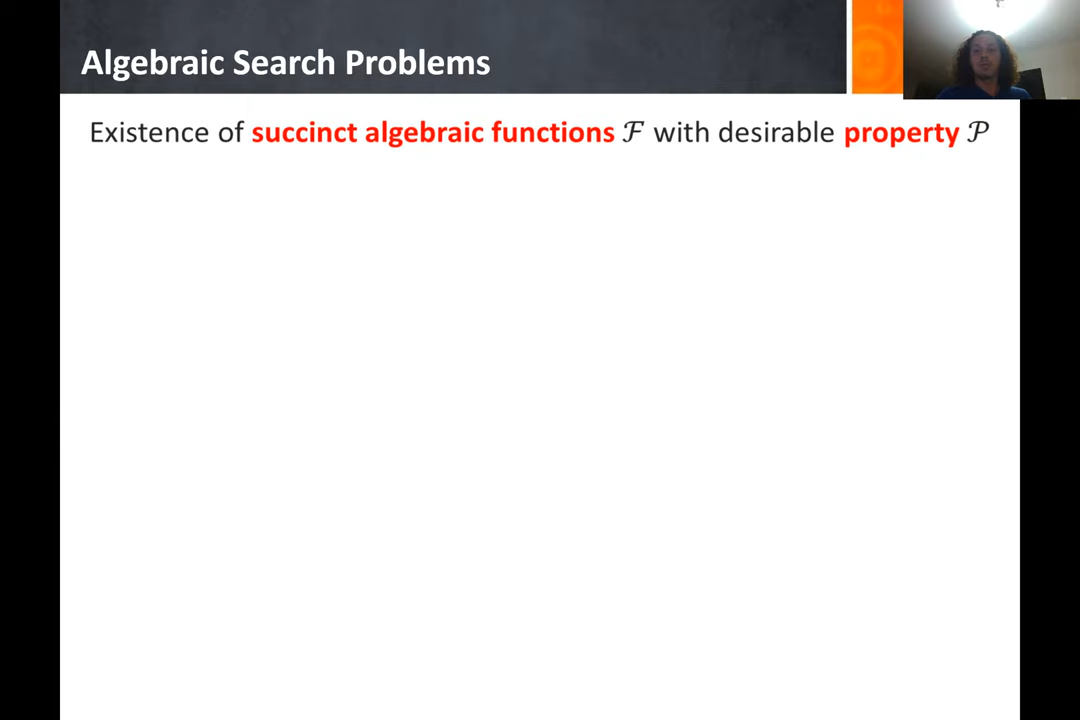 Algebraic Search Problems
Existence of succinct algebraic functions ℱ with desirable property 𝒫